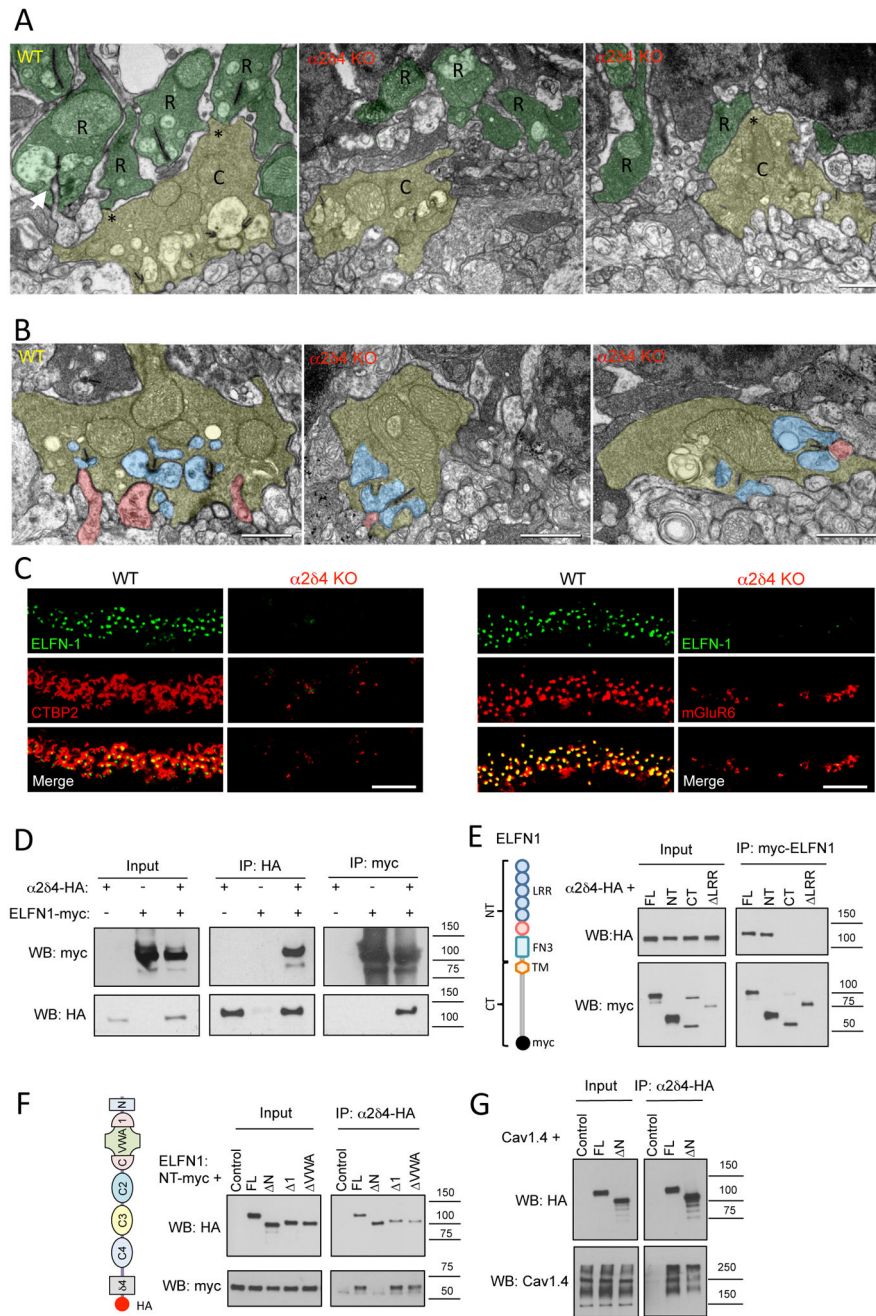 A
WT
α2δ4 KO
α2δ4 KO
R
R
R
R
R
R
R
R
R
*
*
*
C
C
C
B
WT
α2δ4 KO
α2δ4 KO
C
WT
α2δ4 KO
WT
α2δ4 KO
ELFN-1
ELFN-1
CTBP2
mGluR6
Merge
Merge
D
Input
IP: HA
IP: myc
α2δ4-HA: + - + + - + + - +
ELFN1-myc: - + + - + + - + +
WB: myc
150
100
75
WB: HA
100
E
ELFN1
NT
CT
LRR
FN3
TM
myc
Input
IP: myc-ELFN1
α2δ4-HA +
FL NT CT ΔLRR
FL NT CT ΔLRR
WB:HA
150
100
WB: myc
100
75
50
F
N
1
VWA
C
C2
C3
C4
δ4
HA
Input
IP: α2δ4-HA
ELFN1:
NT-myc +
Control FL ΔN Δ1 ΔVWA
Control FL ΔN Δ1 ΔVWA
WB: HA
150
100
75
WB: myc
75
50
G
Input
IP: α2δ4-HA
Cav1.4 +
Control FL ΔN
Control FL ΔN
WB: HA
150
100
75
WB: Cav1.4
250
150